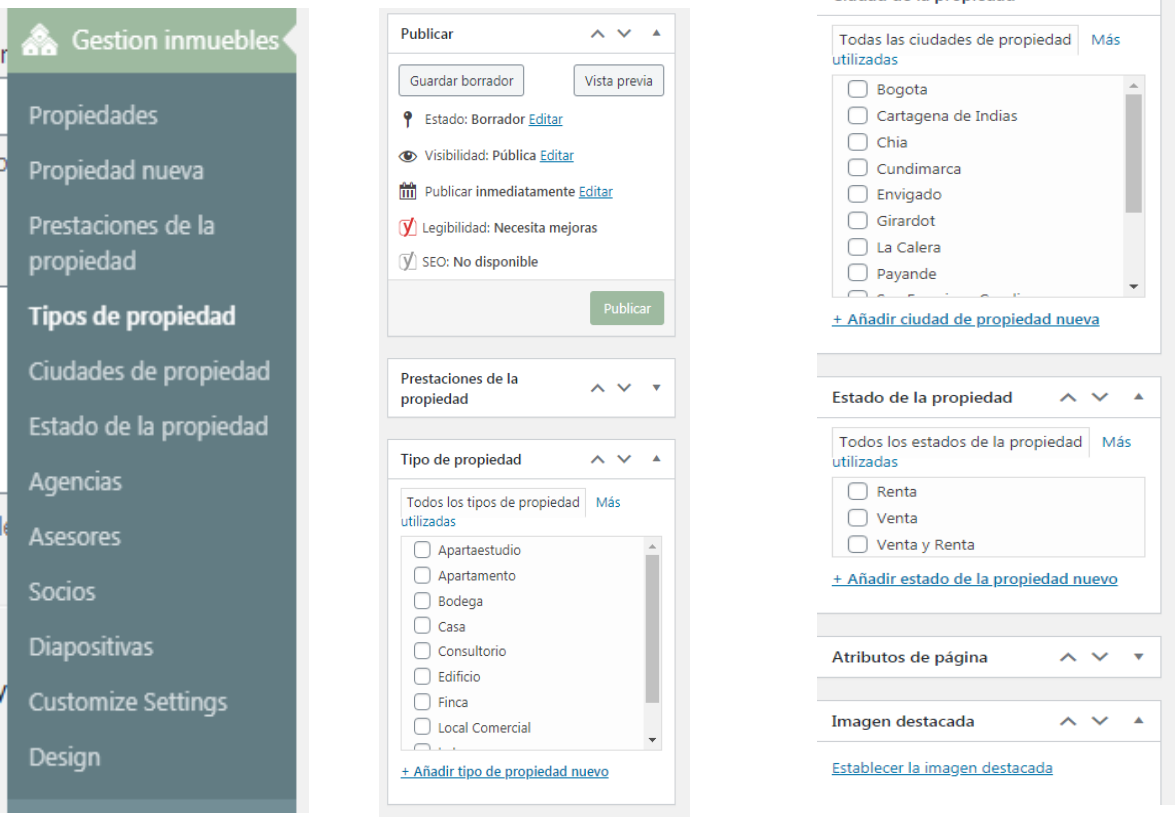 Gestion inmuebles
Propiedades
Propiedad nueva
Prestaciones de la
propiedad
Tipos de propiedad
Ciudades de propiedad
Estado de la propiedad
Agencias
Asesores
Socios
Diapositivas
Customize Settings
Design
Publicar
Guardar borrador Vista previa
Estado: Borrador Editar
Visibilidad: Pública Editar
Publicar inmediatamente Editar
Legibilidad: Necesita mejoras
SEO: No disponible
Publicar
Prestaciones de la
propiedad
Tipo de propiedad
Todos los tipos de propiedad Más
utilizadas
Apartaestudio
Apartamento
Bodega
Casa
Consultorio
Edificio
Finca
Local Comercial
+ Añadir tipo de propiedad nuevo
Todas las ciudades de propiedad Más
utilizadas
Bogota
Cartagena de Indias
Chia
Cundimarca
Envigado
Girardot
La Calera
Payande
+ Añadir ciudad de propiedad nueva
Estado de la propiedad
Todos los estados de la propiedad Más
utilizadas
Renta
Venta
Venta y Renta
+ Añadir estado de la propiedad nuevo
Atributos de página
Imagen destacada
Establecer la imagen destacada